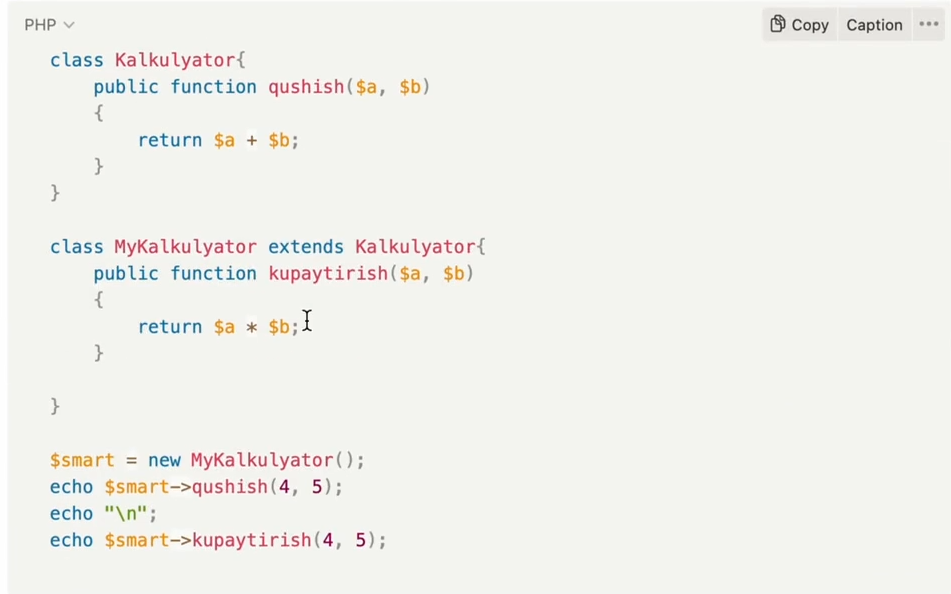 PHP
Copy
Caption
class Kalkulyator{
    public function qushish($a, $b)
    {
        return $a + $b;
    }
}
class MyKalkulyator extends Kalkulyator{
    public function kupaytirish($a, $b)
    {
        return $a * $b;
    }
}
$smart = new MyKalkulyator();
echo $smart->qushish(4, 5);
echo "\n";
echo $smart->kupaytirish(4, 5);